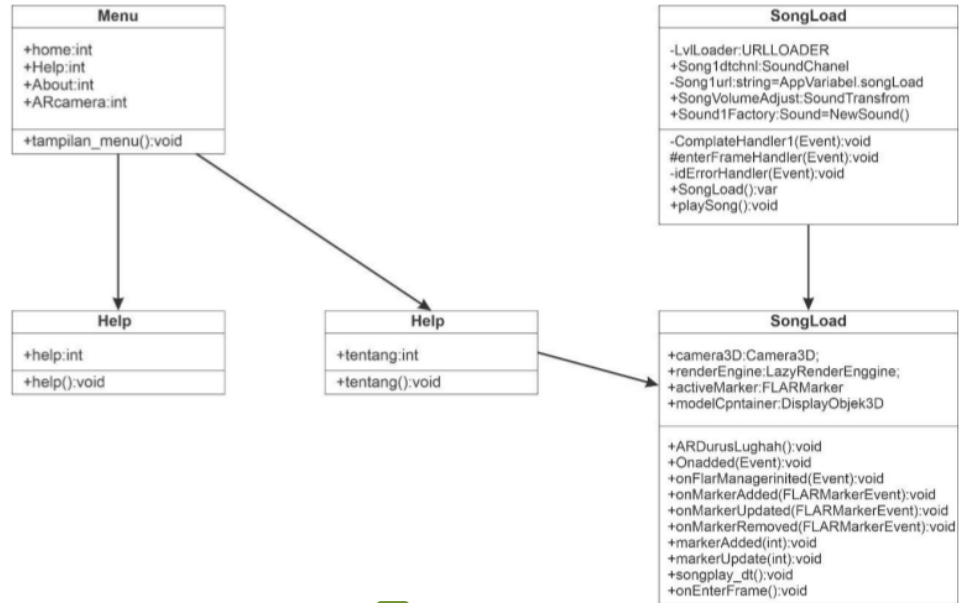 Menu
+home:int
+Help:int
+About:int
+ARcamera:int
+tampilan_menu():void
SongLoad
-LvlLoader:URLLOADER
+Song1dtchnl:SoundChanel
-Song1url:string=AppVariabel.songLoad
+SongVolumeAdjust:SoundTransfrom
+Sound1Factory:Sound=NewSound()
-ComplateHandler1(Event):void
#enterFrameHandler(Event):void
-idErrorHandler(Event):void
+SongLoad():var
+playSong():void
Help
+help:int
+help():void
Help
+tentang:int
+tentang():void
SongLoad
+camera3D:Camera3D;
+renderEngine:LazyRenderEnggine;
+activeMarker:FLARMarker
+modelCpntainer:DisplayObjek3D
+ARDurusLughah():void
+Onadded(Event):void
+onFlarManagerinited(Event):void
+onMarkerAdded(FLARMarkerEvent):void
+onMarkerUpdated(FLARMarkerEvent):void
+onMarkerRemoved(FLARMarkerEvent):void
+markerAdded(int):void
+markerUpdate(int):void
+songplay_dt():void
+onEnterFrame():void